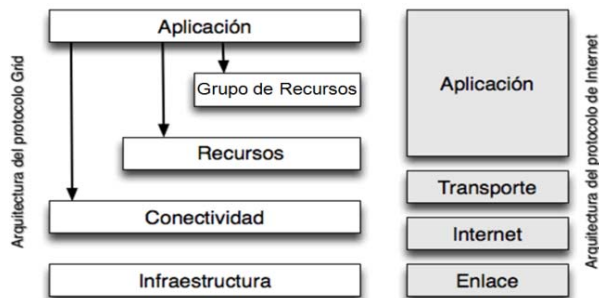 Arquitectura del protocolo Grid
Aplicación
Grupo de Recursos
Recursos
Conectividad
Infraestructura
Aplicación
Transporte
Internet
Enlace
Arquitectura del protocolo de Internet